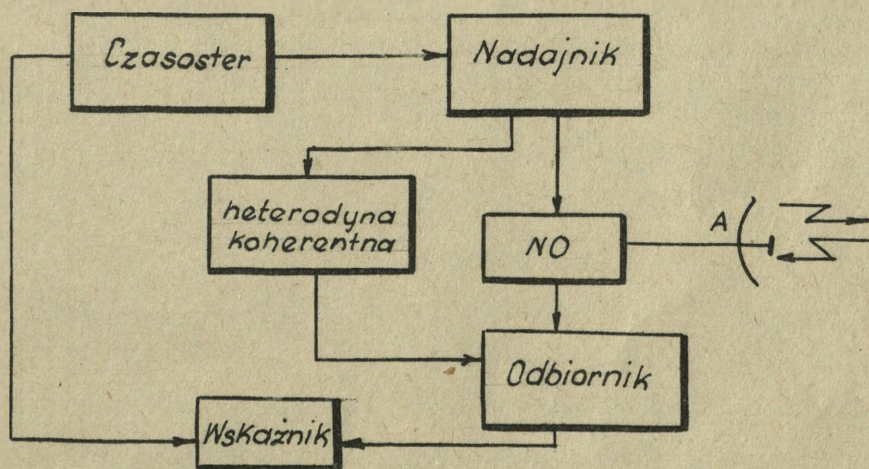 Czasoster
Nadajnik
heterodyna
koherentna
NO
A
Odbiornik
Wskaźnik